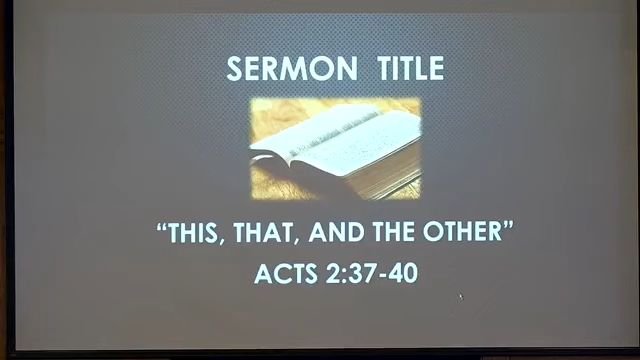 SERMON TITLE
“THIS, THAT, AND THE OTHER”
ACTS 2:37-40